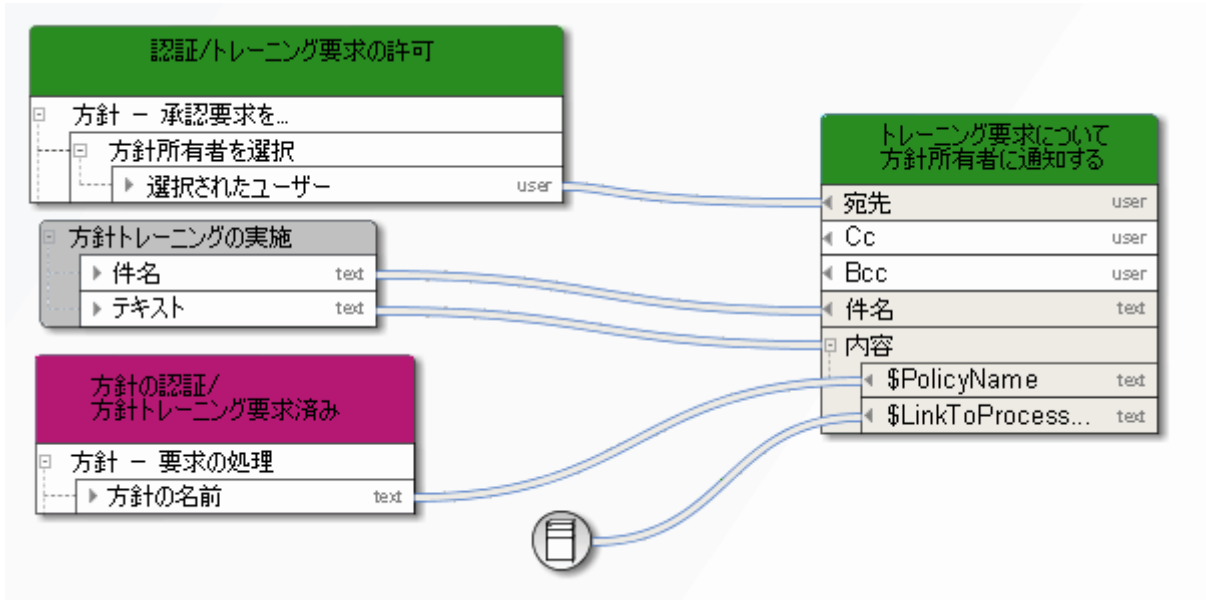 認証/トレーニング要求の許可
方針 － 承認要求を...
方針所有者を選択
選択されたユーザー user
方針トレーニングの実施
件名 text
テキスト text
方針の認証/
方針トレーニング要求済み
方針 － 要求の処理
方針の名前 text
トレーニング要求について
方針所有者に通知する
宛先 user
Cc user
Bcc user
件名 text
内容
$PolicyName text
$LinkToProcess... text